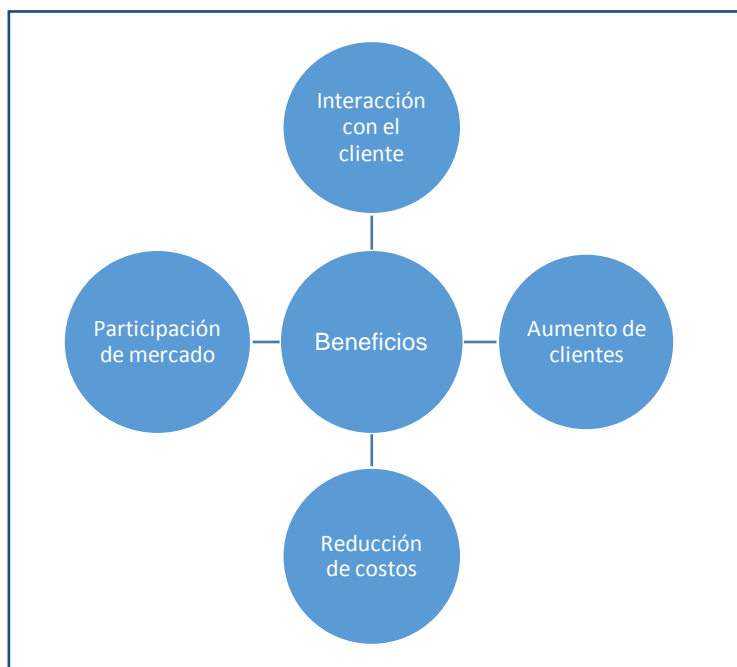 Interacción
con el
cliente
Participación
de mercado
Beneficios
Aumento de
clientes
Reducción
de costos